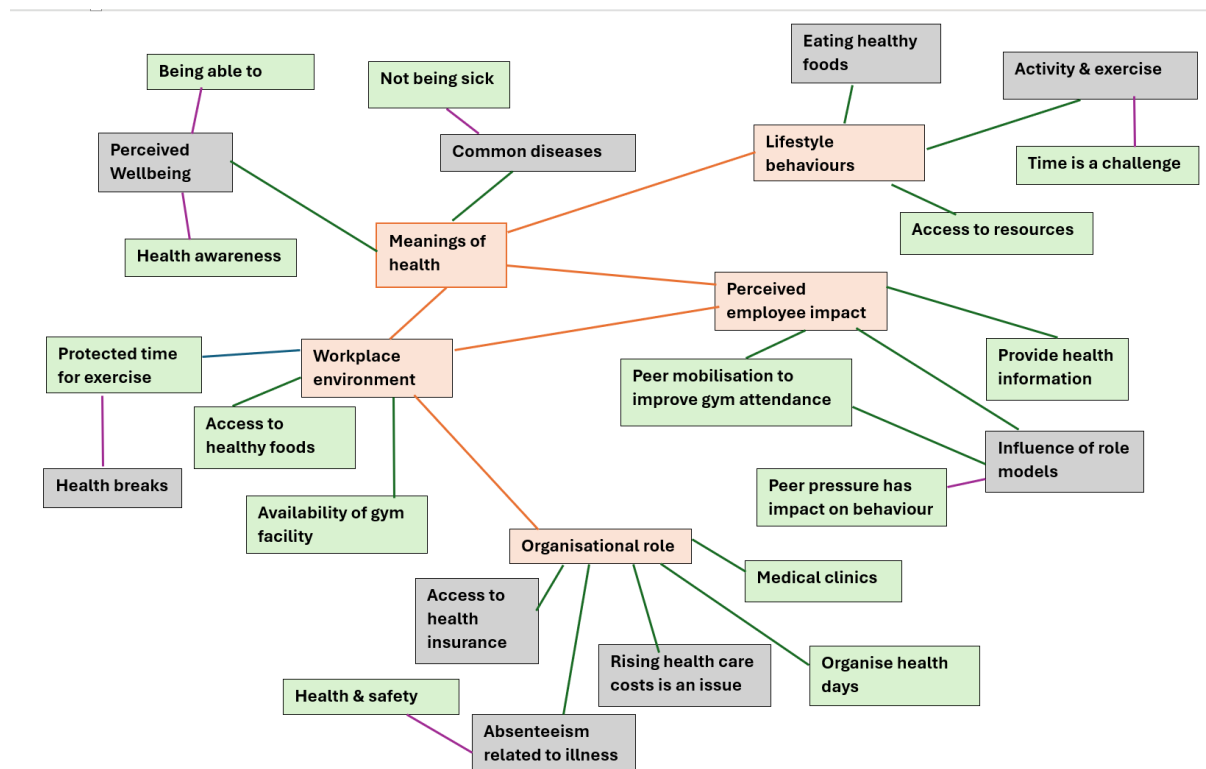 Eating healthy
foods
Being able to
Not being sick
Activity & exercise
Perceived
Wellbeing
Common diseases
Lifestyle
behaviours
Time is a challenge
Access to resources
Health awareness
Meanings of
health
Perceived
employee impact
Protected time
for exercise
Workplace
environment
Provide health
information
Peer mobilisation to
improve gym attendance
Access to
healthy foods
Influence of role
models
Health breaks
Peer pressure has
impact on behaviour
Availability of gym
facility
Organisational role
Medical clinics
Access to
health
insurance
Rising health care
costs is an issue
Organise health
days
Health & safety
Absenteeism
related to illness